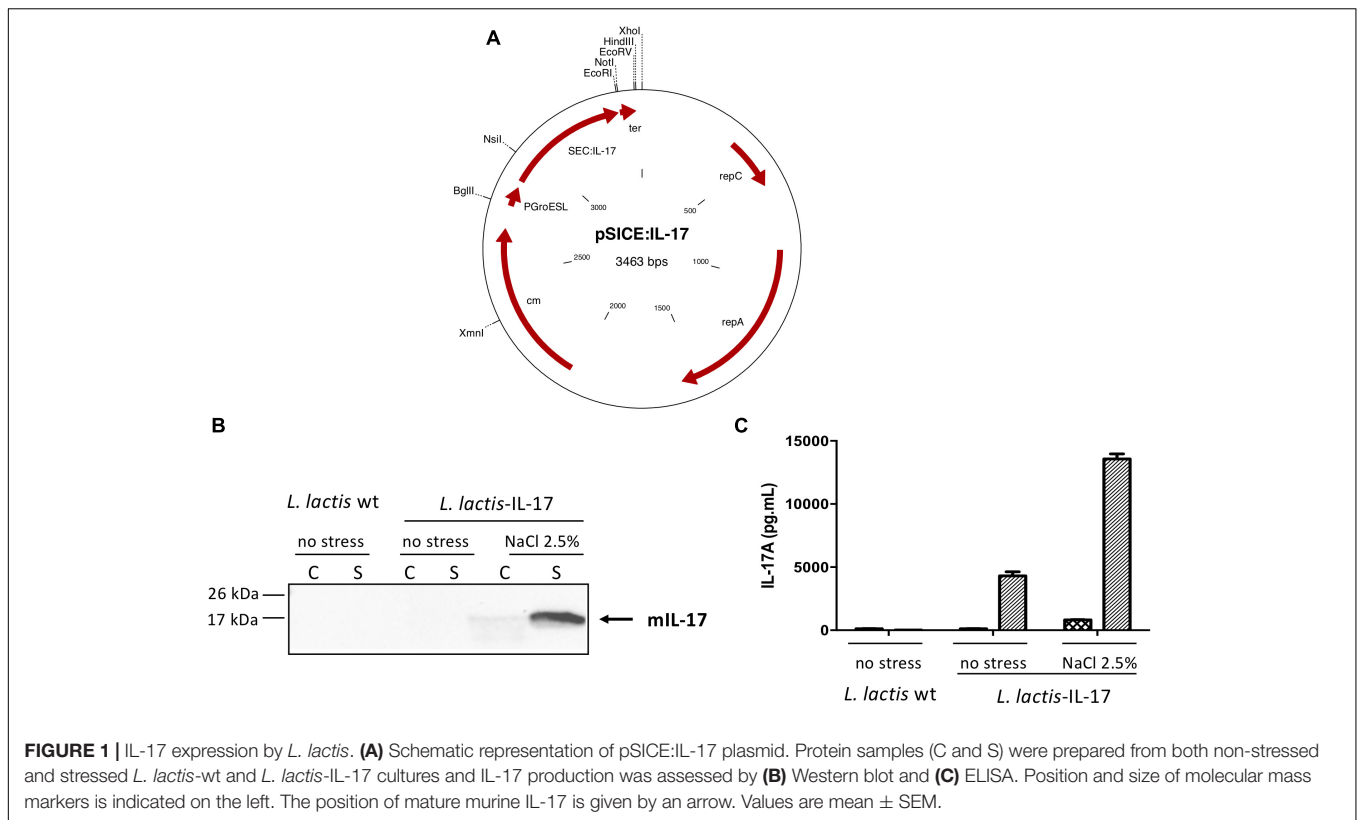 A
XhoI
HindIII
EcoRV
NotI
EcoRI
ter
NsiI
SEC:IL-17
repC
BglII
PGroESL
3000
500
pSICE:IL-17
3463 bps
2500
1000
cm
2000
1500
repA
XmnI
B
L. lactis wt
L. lactis-IL-17
no stress
no stress
NaCl 2.5%
C S C S C S
26 kDa
17 kDa
mIL-17
C
IL-17A (pg.mL)
15000
10000
5000
0
no stress
no stress
NaCl 2.5%
L. lactis wt
L. lactis-IL-17
FIGURE 1 | IL-17 expression by L. lactis. (A) Schematic representation of pSICE:IL-17 plasmid. Protein samples (C and S) were prepared from both non-stressed
and stressed L. lactis-wt and L. lactis-IL-17 cultures and IL-17 production was assessed by (B) Western blot and (C) ELISA. Position and size of molecular mass
markers is indicated on the left. The position of mature murine IL-17 is given by an arrow. Values are mean ± SEM.